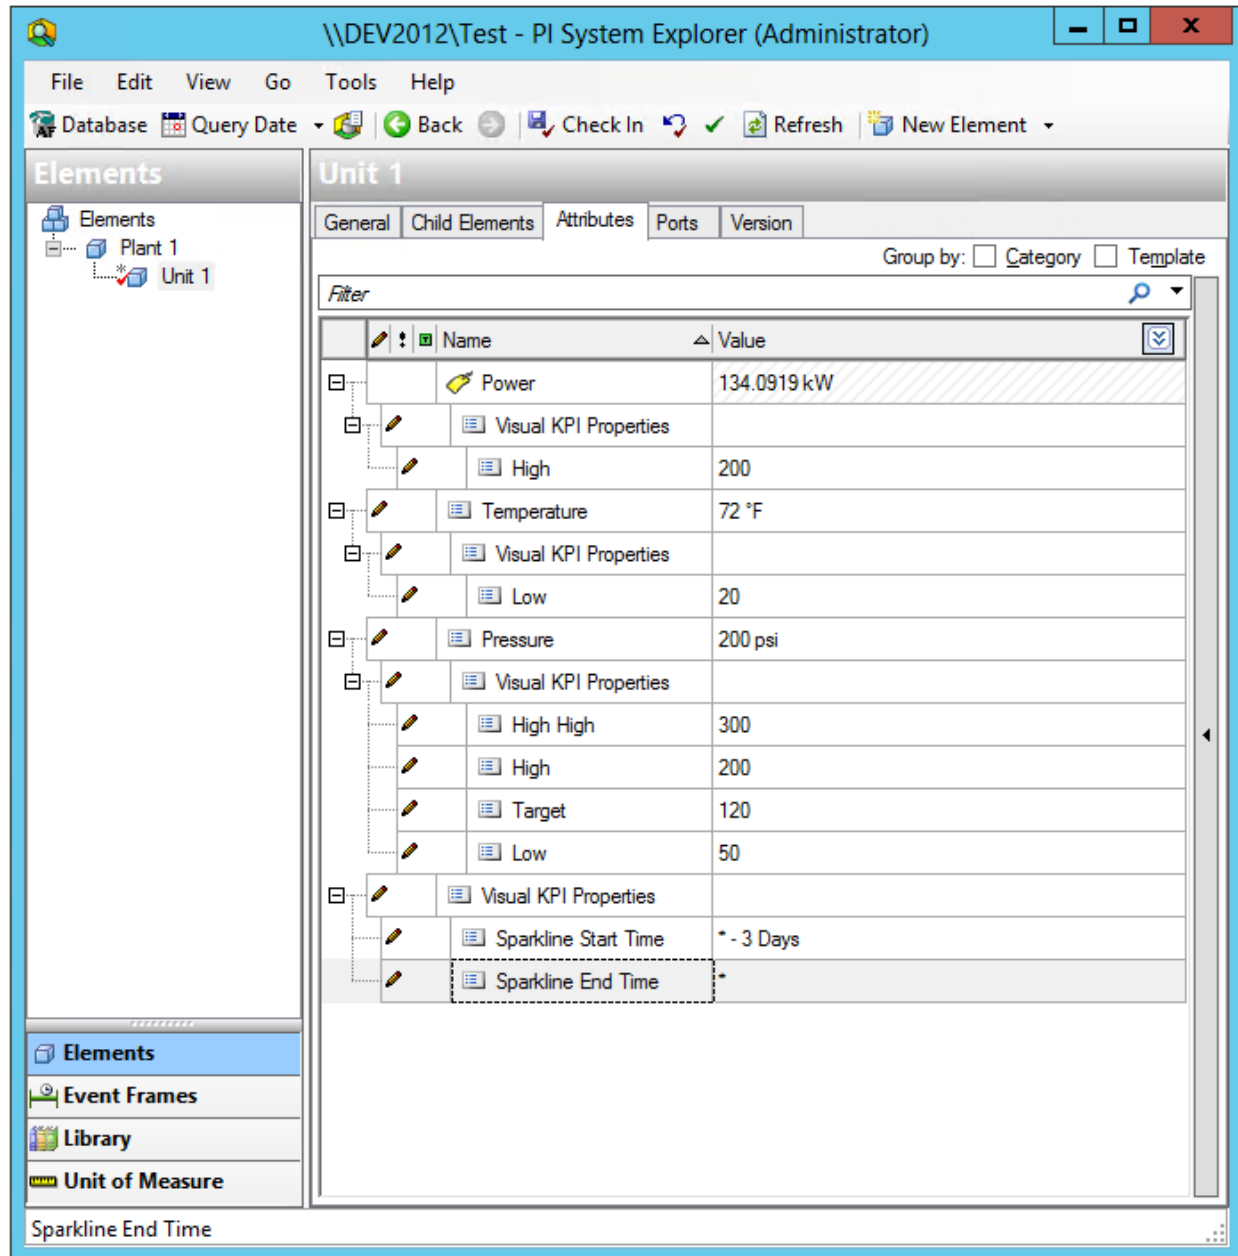 \\DEV2012\Test - PI System Explorer (Administrator)
File Edit View Go Tools Help
Database Query Date Back Check In Refresh New Element
Elements
Elements
Plant 1
Unit 1
Unit 1
General Child Elements Attributes Ports Version
Group by: Category Template
Filter
Name Value
Power 134.0919 kW
Visual KPI Properties
High 200
Temperature 72 °F
Visual KPI Properties
Low 20
Pressure 200 psi
Visual KPI Properties
High High 300
High 200
Target 120
Low 50
Visual KPI Properties
Sparkline Start Time * - 3 Days
Sparkline End Time *
Elements
Event Frames
Library
Unit of Measure
Sparkline End Time